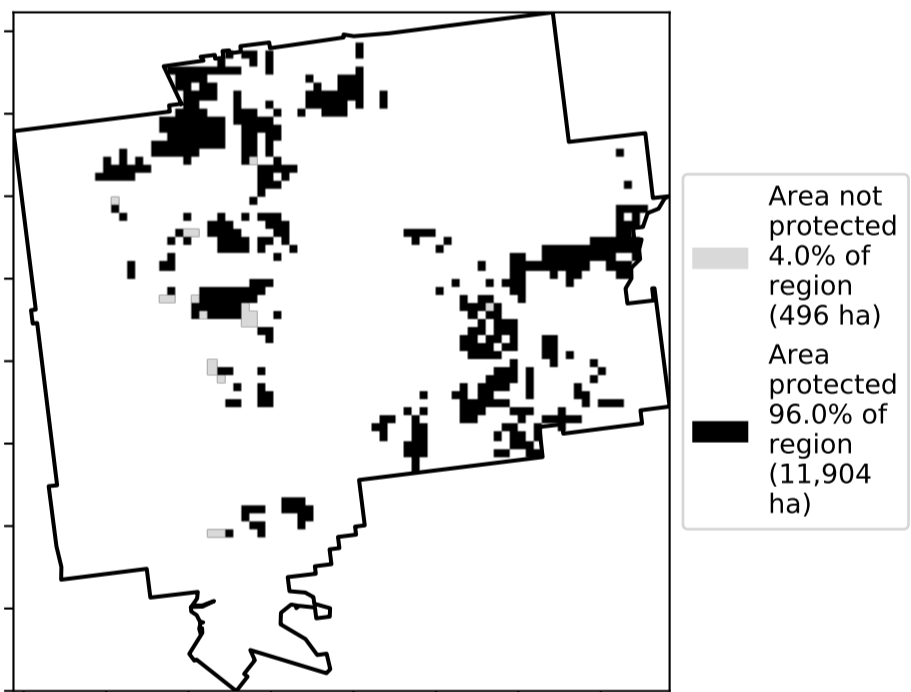 Area not
protected
4.0% of
region
(496 ha)
Area
protected
96.0% of
region
(11,904
ha)